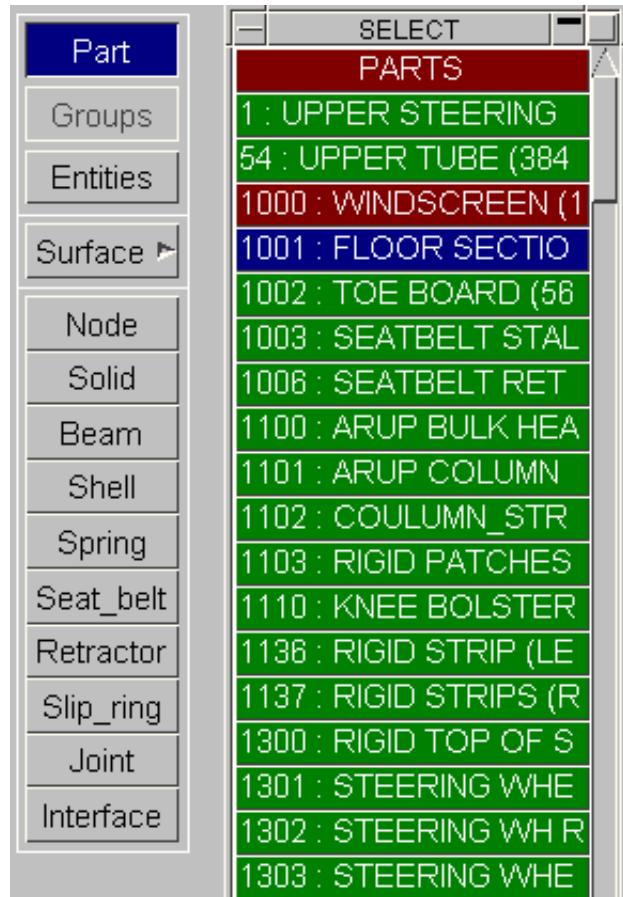 Part
Groups
Entities
Surface
Node
Solid
Beam
Shell
Spring
Seat_belt
Retractor
Slip_ring
Joint
Interface
SELECT
PARTS
1 : UPPER STEERING
54 : UPPER TUBE (384
1000 : WINDSCREEN (1
1001 : FLOOR SECTIO
1002 : TOE BOARD (56
1003 : SEATBELT STAL
1006 : SEATBELT RET
1100 : ARUP BULK HEA
1101 : ARUP COLUMN
1102 : COULUMN_STR
1103 : RIGID PATCHES
1110 : KNEE BOLSTER
1136 : RIGID STRIP (LE
1137 : RIGID STRIPS (R
1300 : RIGID TOP OF S
1301 : STEERING WHE
1302 : STEERING WH R
1303 : STEERING WHE